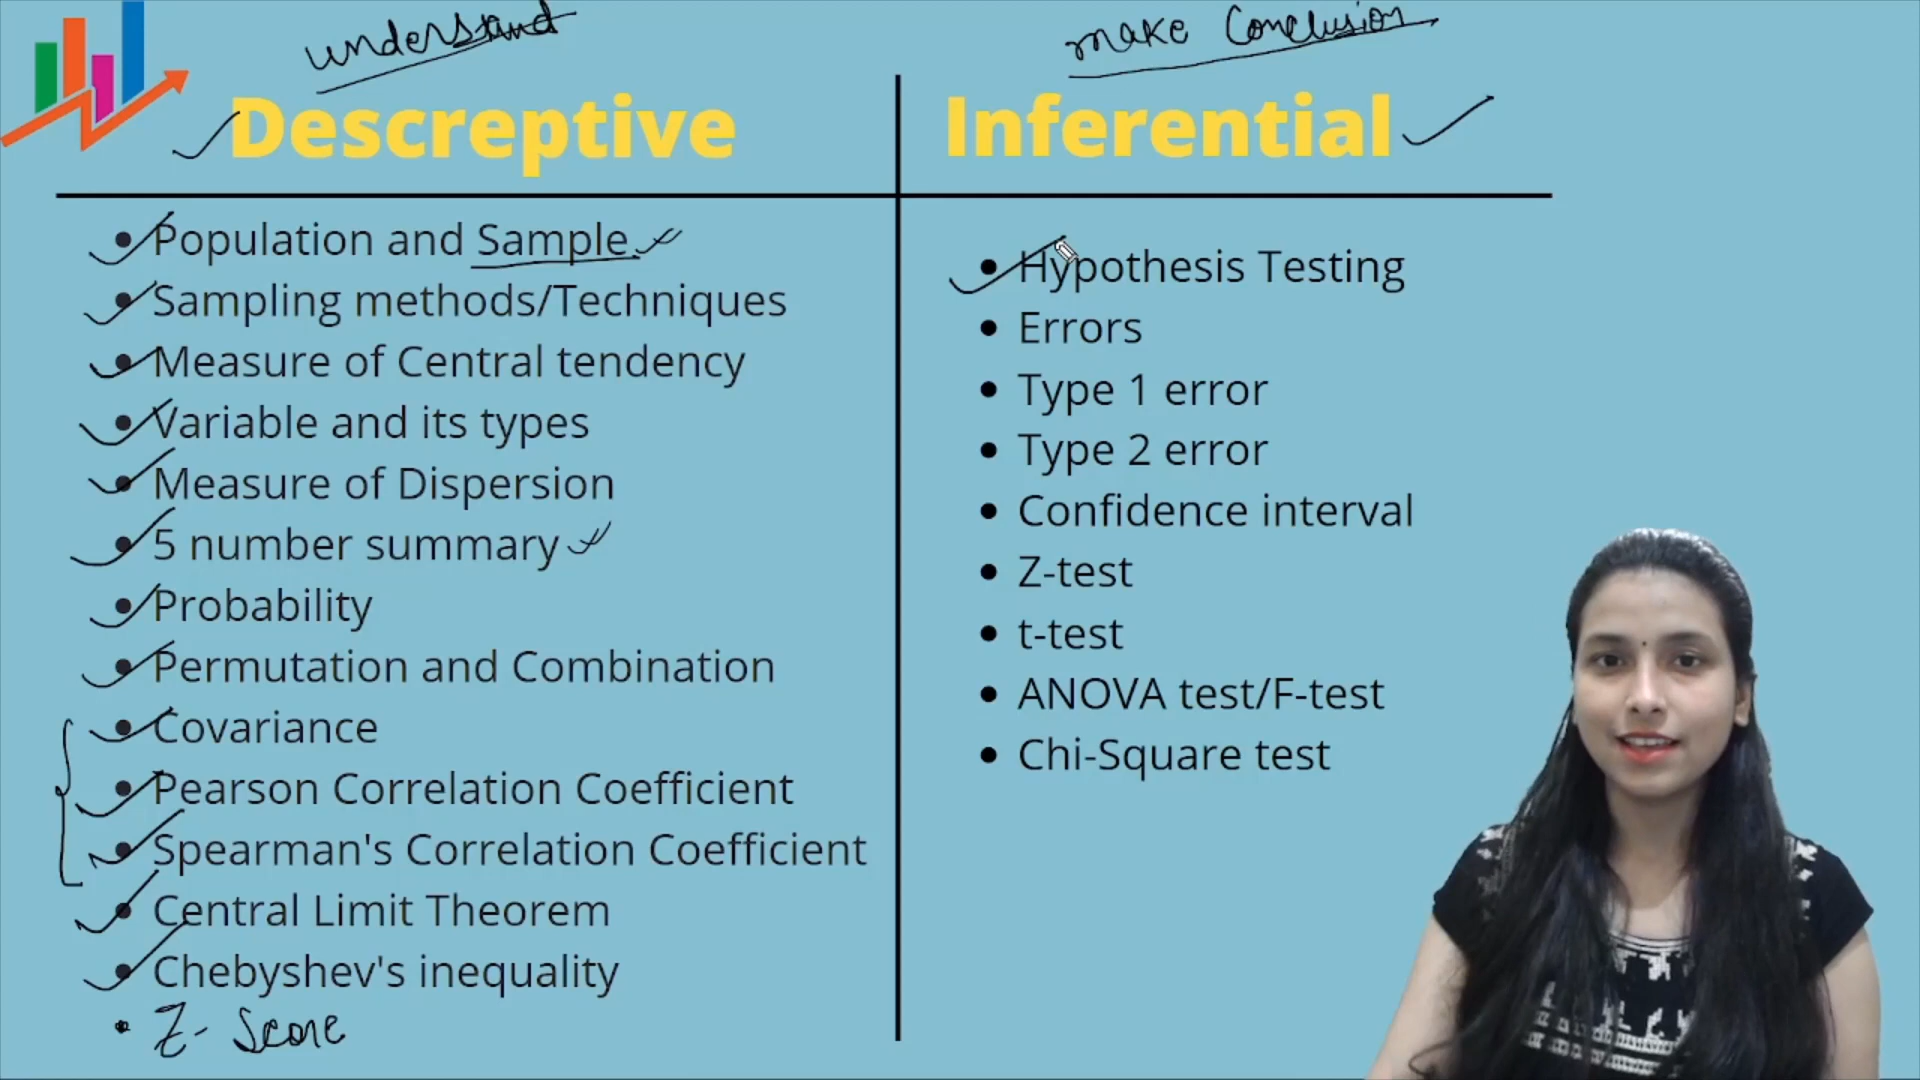 understand
make Conclusion
Descreptive
Inferential
Population and Sample.
Sampling methods/Techniques
Measure of Central tendency
Variable and its types
Measure of Dispersion
5 number summary
Probability
Permutation and Combination
Covariance
Pearson Correlation Coefficient
Spearman's Correlation Coefficient
Central Limit Theorem
Chebyshev's inequality
Z- Score
Hypothesis Testing
Errors
Type 1 error
Type 2 error
Confidence interval
Z-test
t-test
ANOVA test/F-test
Chi-Square test